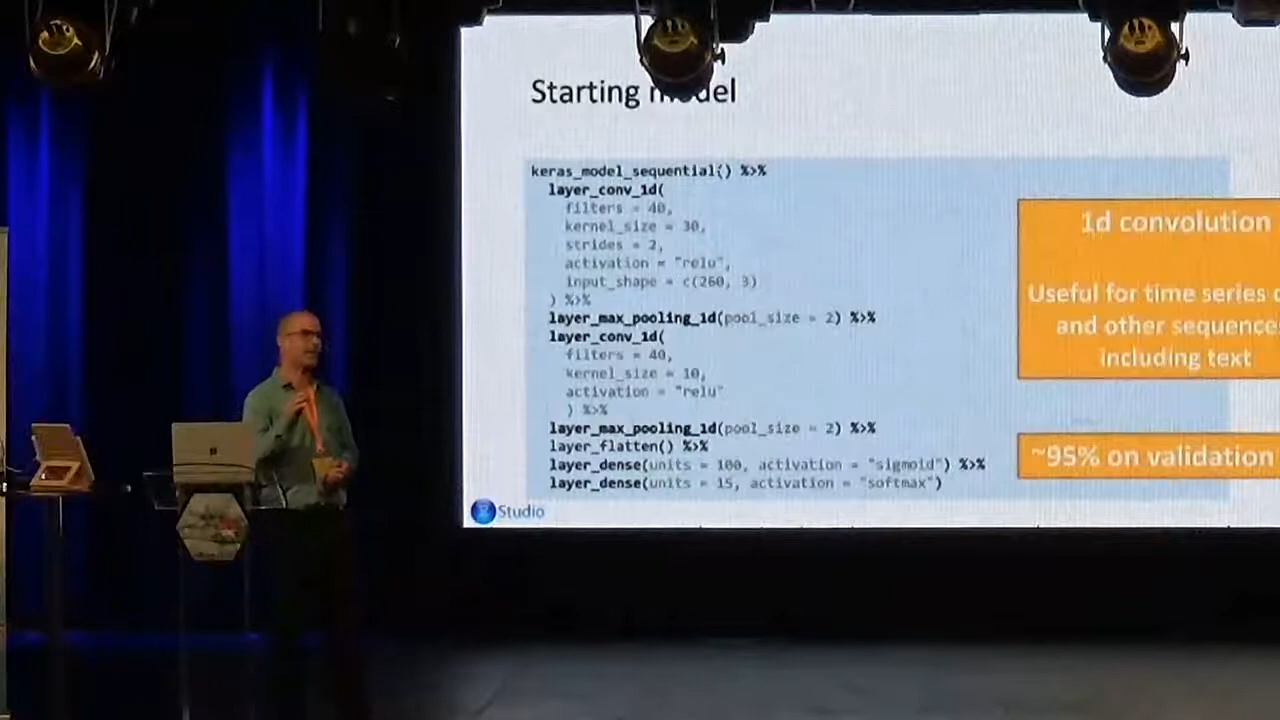 Starting model
keras_model_sequential() %>%
layer_conv_1d(
filters = 40,
kernel_size = 30,
strides = 2,
activation = "relu",
input_shape = c(260, 3)
) %>%
layer_max_pooling_1d(pool_size = 2) %>%
layer_conv_1d(
filters = 40,
kernel_size = 10,
activation = "relu"
) %>%
layer_max_pooling_1d(pool_size = 2) %>%
layer_flatten() %>%
layer_dense(units = 100, activation = "sigmoid") %>%
layer_dense(units = 15, activation = "softmax")
1d convolution
Useful for time series
and other sequence
including text
~95% on validation
Studio